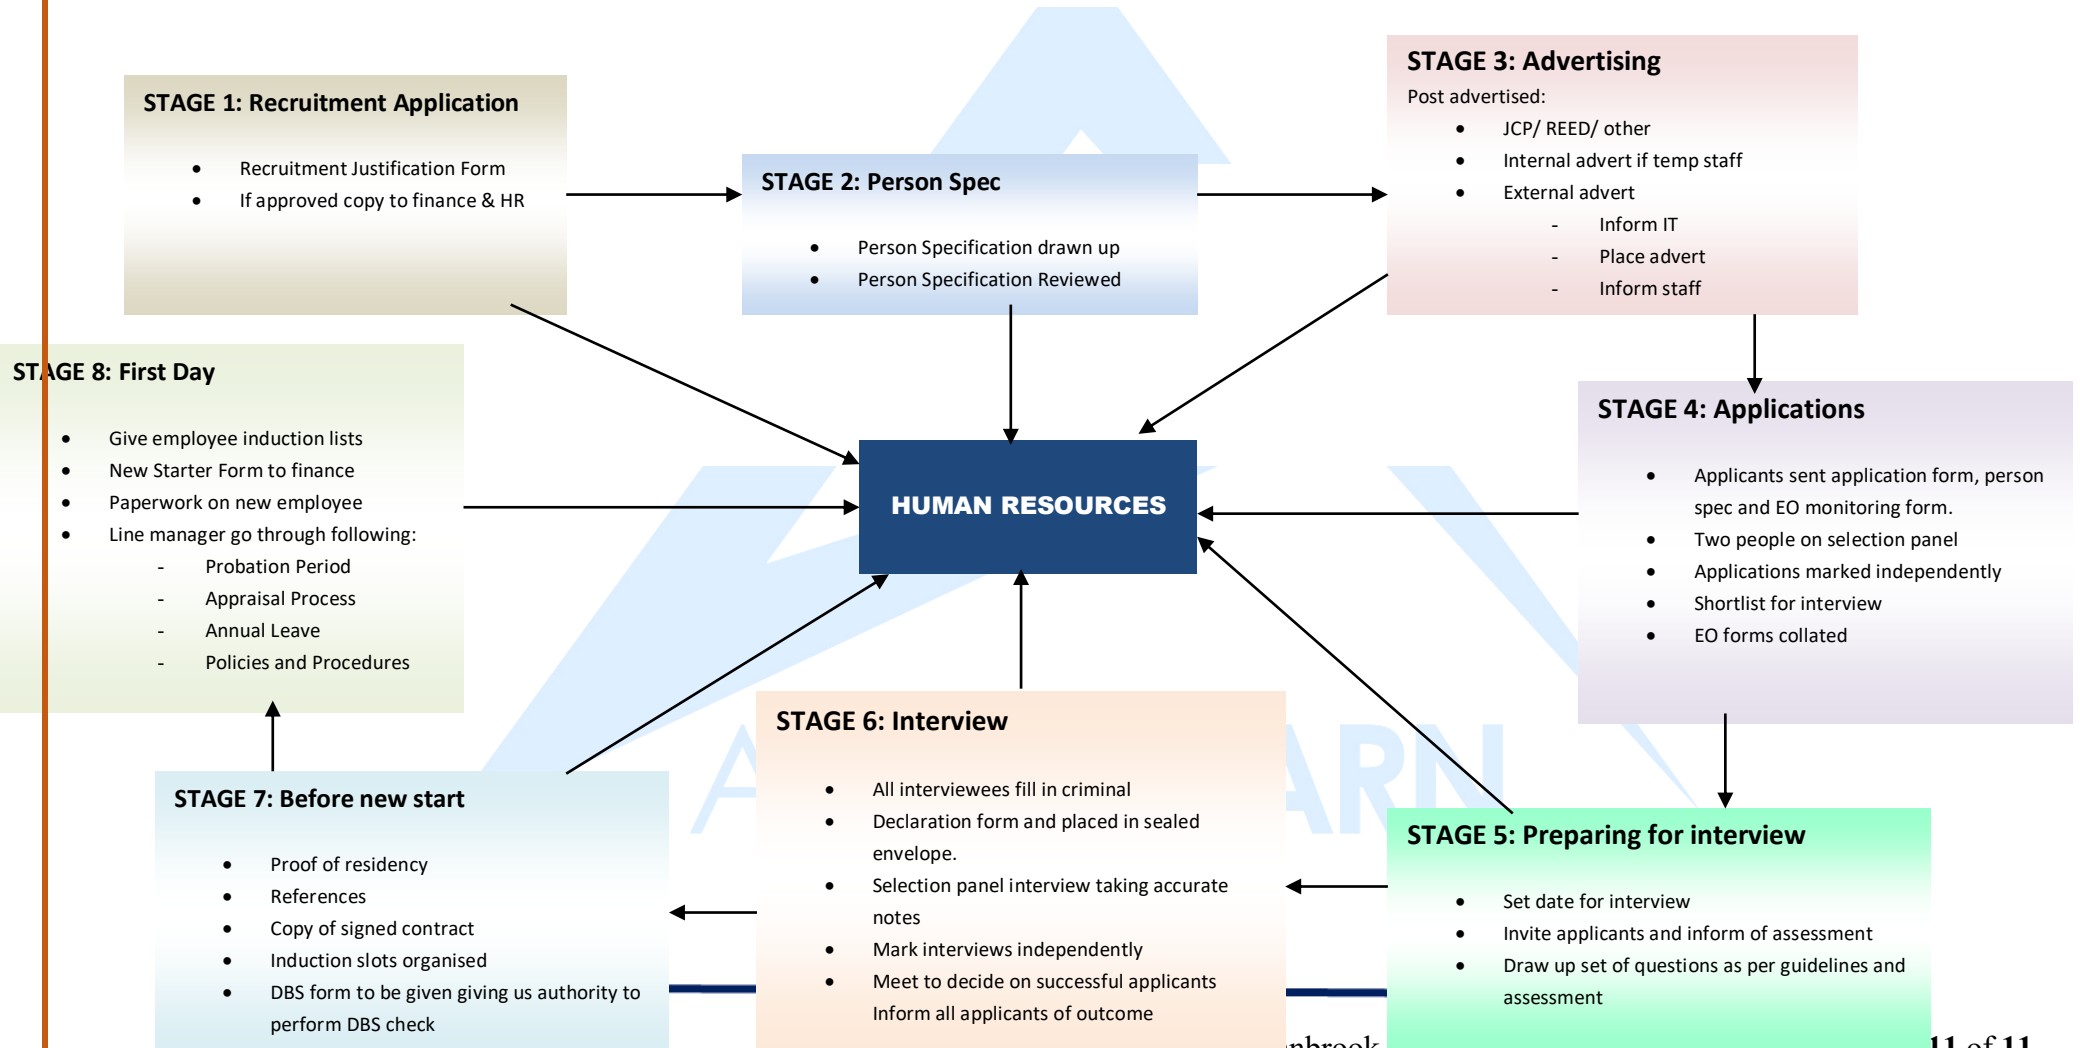 STAGE 1: Recruitment Application
• Recruitment Justification Form
• If approved copy to finance & HR
STAGE 2: Person Spec
• Person Specification drawn up
• Person Specification Reviewed
STAGE 3: Advertising
Post advertised:
• JCP/ REED/ other
• Internal advert if temp staff
• External advert
- Inform IT
- Place advert
- Inform staff
STAGE 4: Applications
• Applicants sent application form, person
spec and EO monitoring form.
• Two people on selection panel
• Applications marked independently
• Shortlist for interview
• EO forms collated
STAGE 5: Preparing for interview
• Set date for interview
• Invite applicants and inform of assessment
• Draw up set of questions as per guidelines and
assessment
STAGE 6: Interview
• All interviewees fill in criminal
• Declaration form and placed in sealed
envelope.
• Selection panel interview taking accurate
notes
• Mark interviews independently
• Meet to decide on successful applicants
Inform all applicants of outcome
STAGE 7: Before new start
• Proof of residency
• References
• Copy of signed contract
• Induction slots organised
• DBS form to be given giving us authority to
perform DBS check
STAGE 8: First Day
• Give employee induction lists
• New Starter Form to finance
• Paperwork on new employee
• Line manager go through following:
- Probation Period
- Appraisal Process
- Annual Leave
- Policies and Procedures
HUMAN RESOURCES
11 of 11